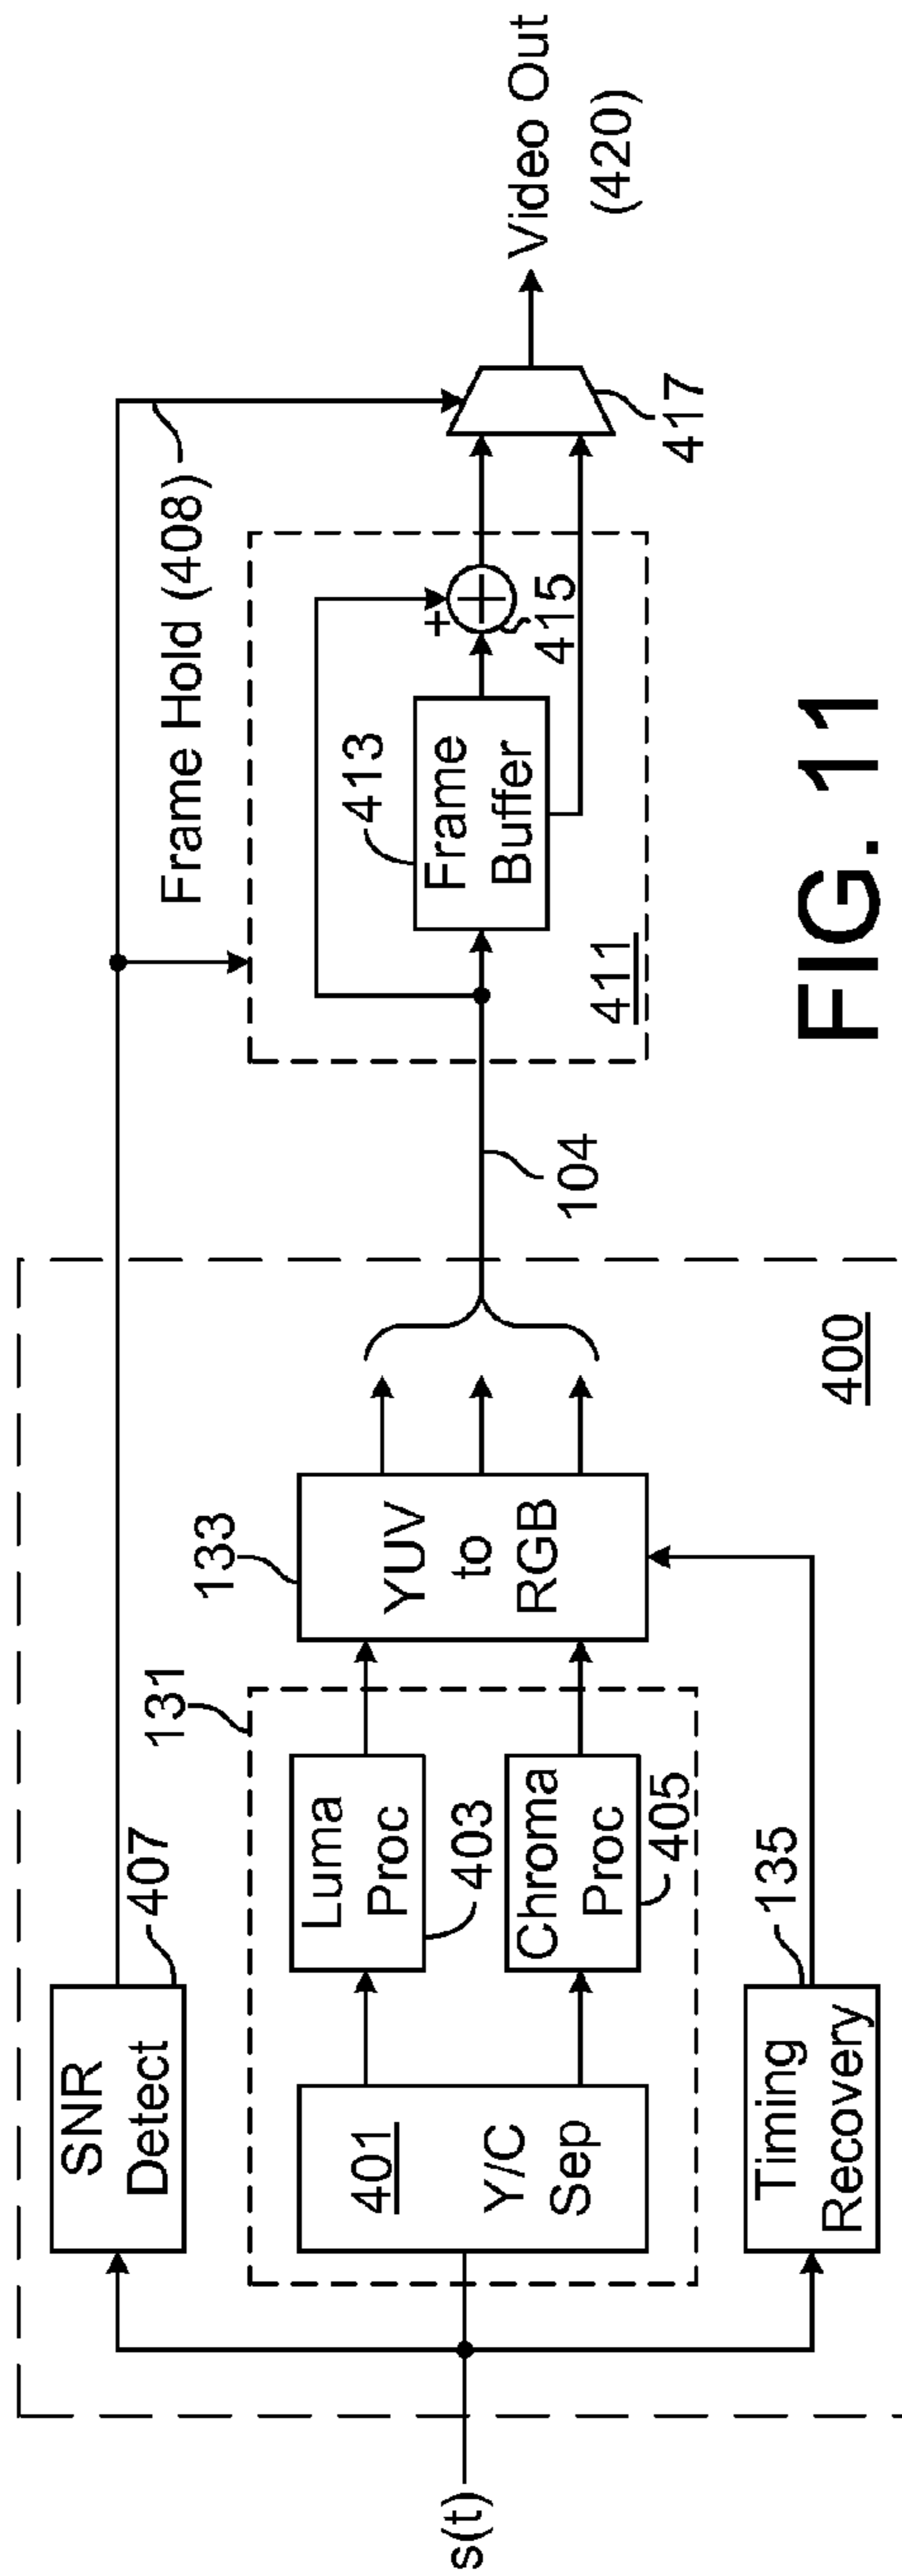 s(t)
SNR
Detect
407
131
401
Y/C
Sep
Luma
Proc
403
Chroma
Proc
405
Timing
Recovery
135
133
YUV
to
RGB
400
104
Frame Hold (408)
413
Frame
Buffer
411
+
415
417
Video Out
(420)
FIG. 11